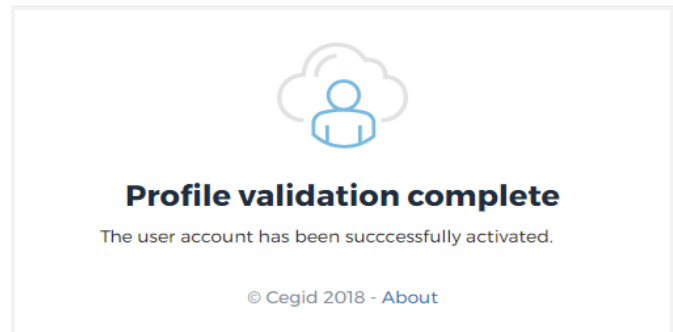 Profile validation complete
The user account has been succcessfully activated.
© Cegid 2018 - About